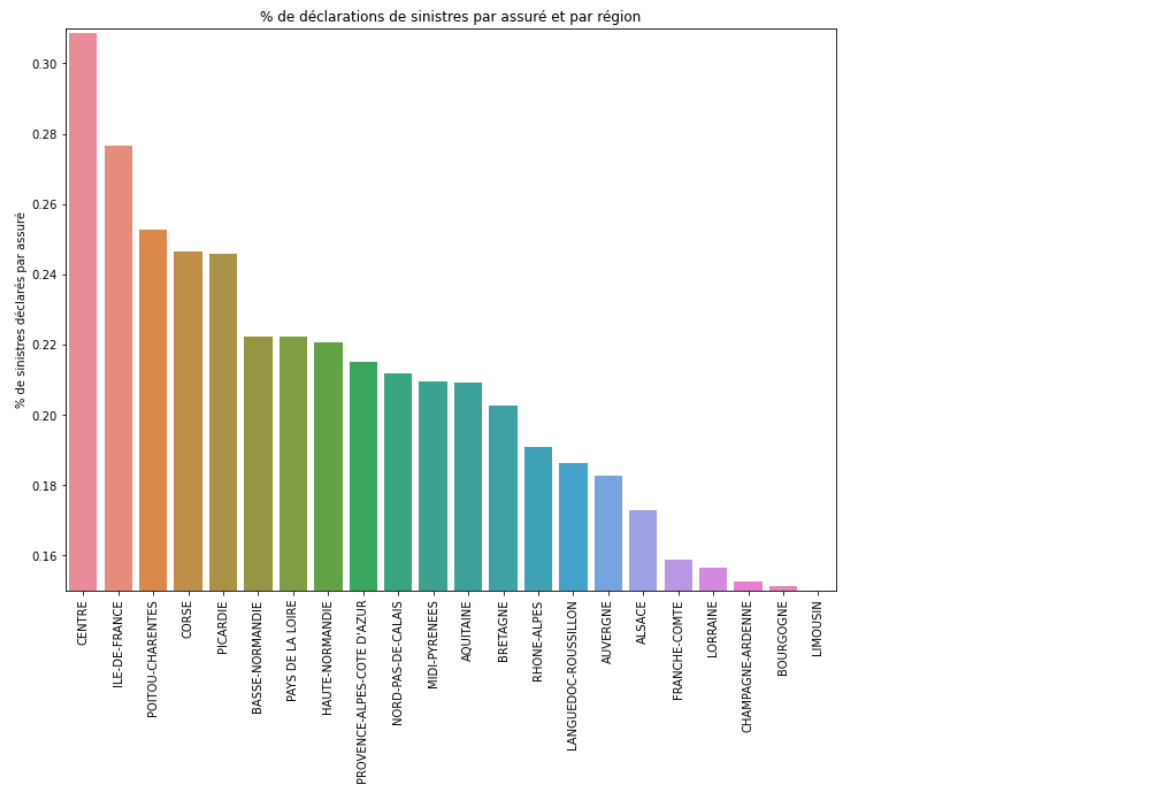 % de déclarations de sinistres par assuré et par région
% de sinistres déclarés par assuré
0.30
0.28
0.26
0.24
0.22
0.20
0.18
0.16
CENTRE
ILE-DE-FRANCE
POITOU-CHARENTES
CORSE
PICARDIE
BASSE-NORMANDIE
PAYS DE LA LOIRE
HAUTE-NORMANDIE
PROVENCE-ALPES-COTE D'AZUR
NORD-PAS-DE-CALAIS
MIDI-PYRENEES
AQUITAINE
BRETAGNE
RHONE-ALPES
LANGUEDOC-ROUSSILLON
AUVERGNE
ALSACE
FRANCHE-COMTE
LORRAINE
CHAMPAGNE-ARDENNE
BOURGOGNE
LIMOUSIN